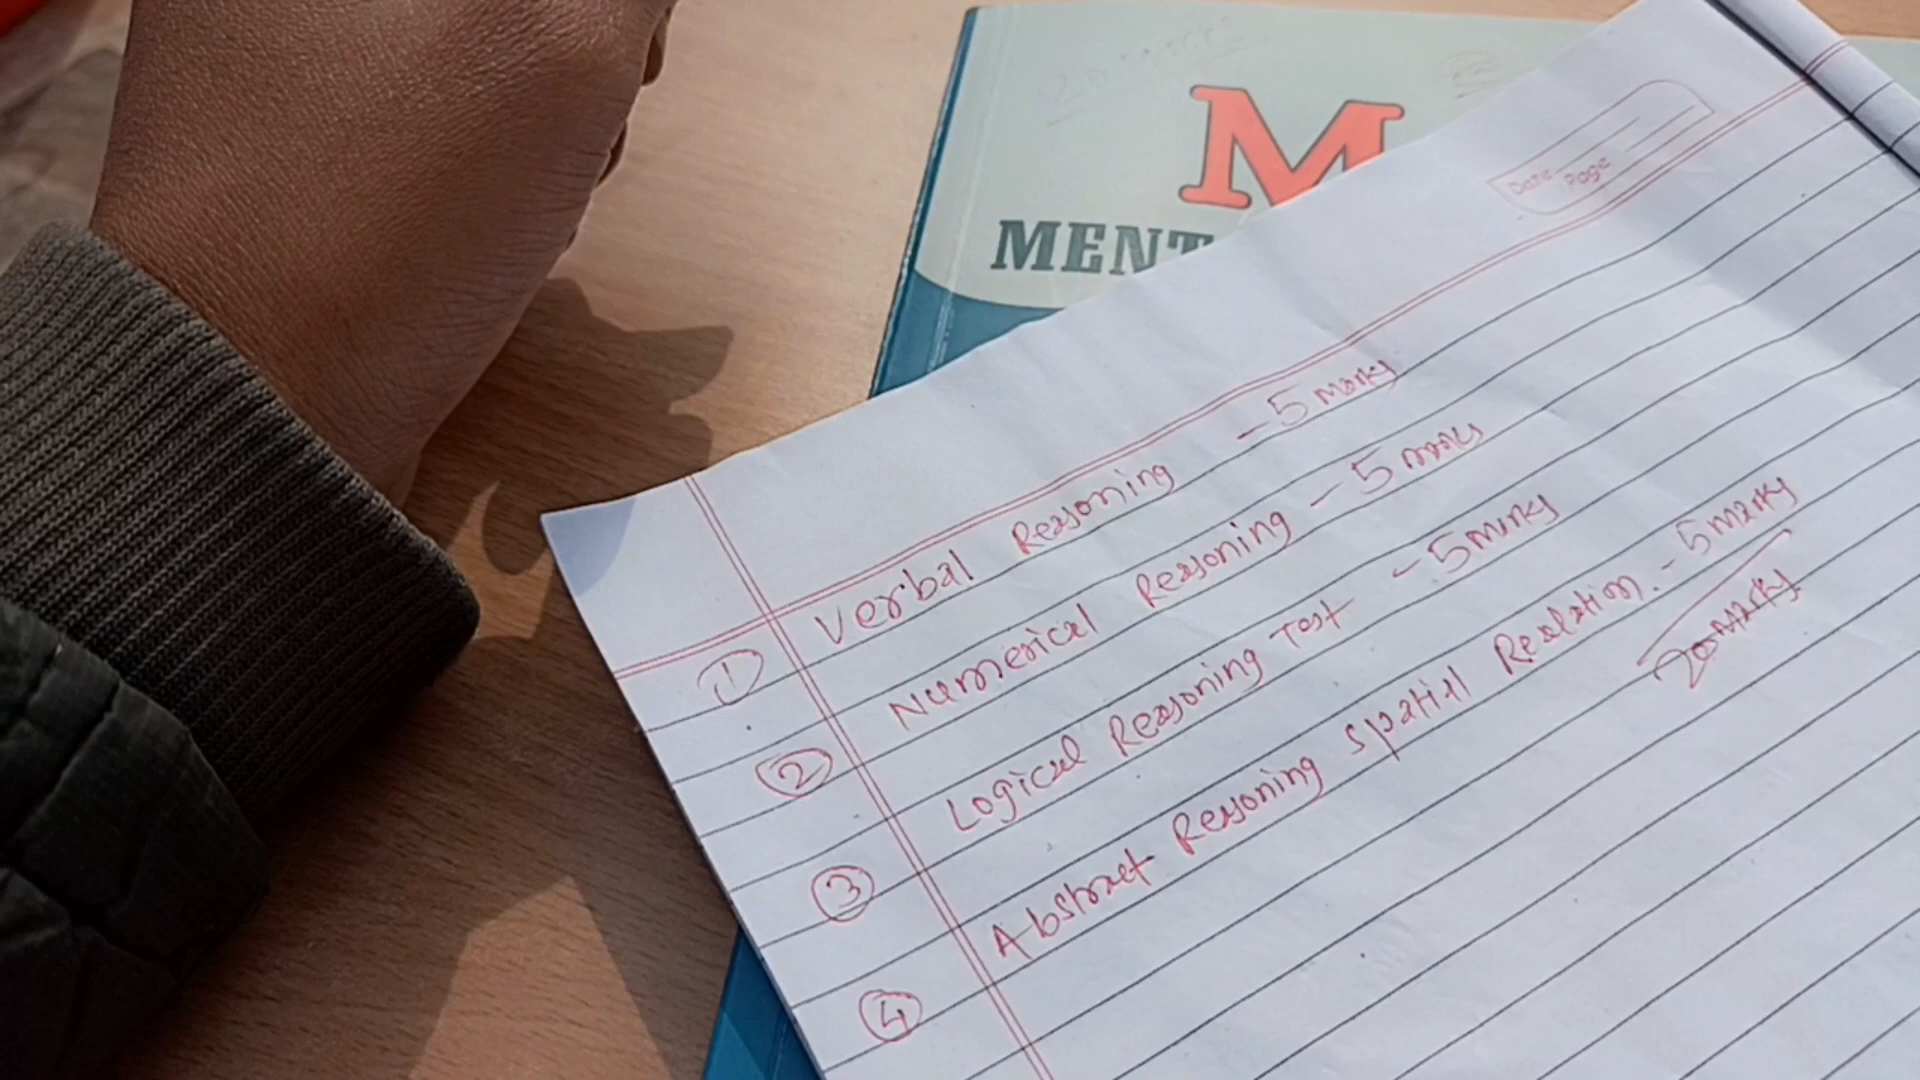 M
MENT
Date
Page
① Verbal Reasoning - 5 marks
② Numerical Reasoning - 5 marks
③ Logical Reasoning Test - 5 marks
④ Abstract Reasoning spatial Realation. - 5 marks
20 marks